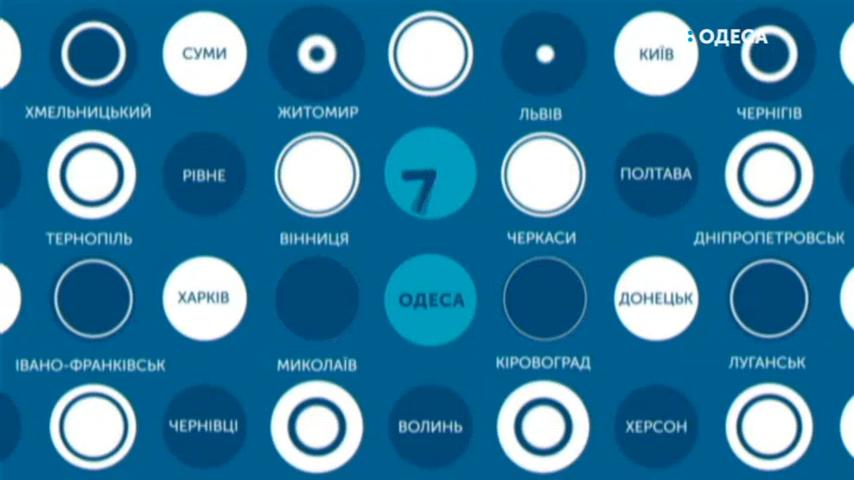 ОДЕСА
СУМИ
КИЇВ
ХМЕЛЬНИЦЬКИЙ
ЖИТОМИР
ЛЬВІВ
ЧЕРНІГІВ
РІВНЕ
7
ПОЛТАВА
ТЕРНОПІЛЬ
ВІННИЦЯ
ЧЕРКАСИ
ДНІПРОПЕТРОВСЬК
ХАРКІВ
ОДЕСА
ДОНЕЦЬК
ІВАНО-ФРАНКІВСЬК
МИКОЛАЇВ
КІРОВОГРАД
ЛУГАНСЬК
ЧЕРНІВЦІ
ВОЛИНЬ
ХЕРСОН